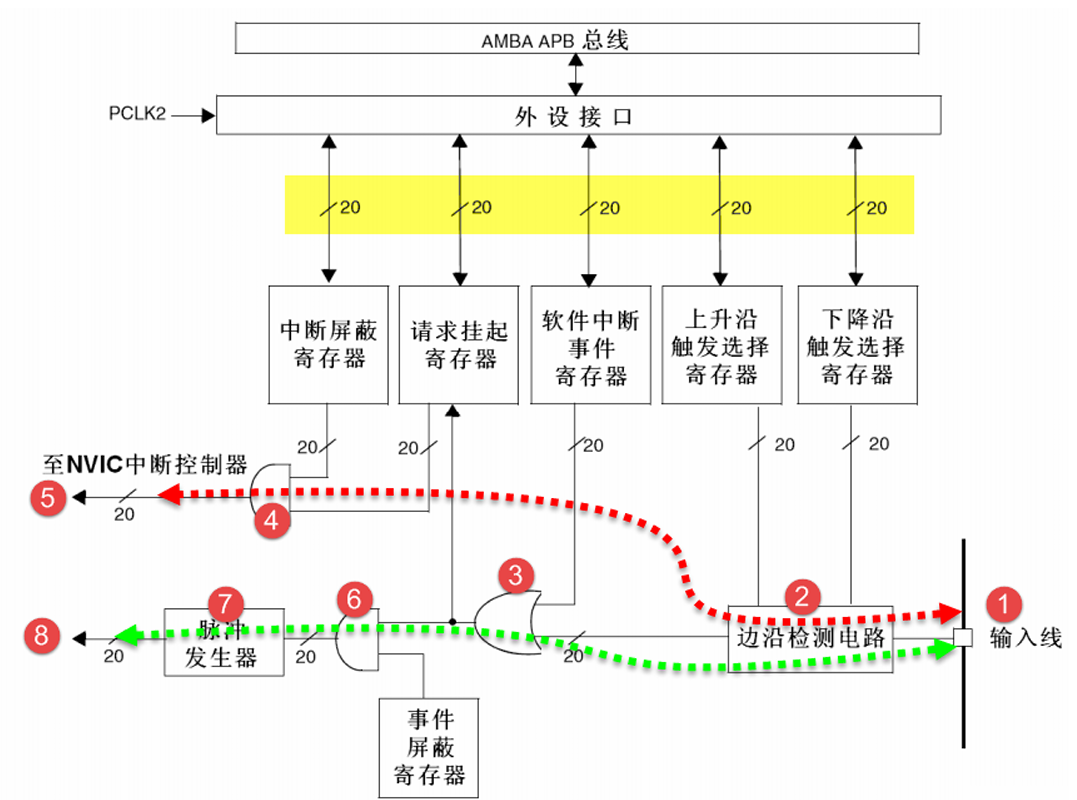 AMBA APB 总线
PCLK2
外设接口
20 20 20 20 20
中断屏蔽
寄存器
请求挂起
寄存器
软件中断
事件
寄存器
上升沿
触发选择
寄存器
下降沿
触发选择
寄存器
20 20 20 20 20
至NVIC中断控制器
5
20
4
3
6
7
2
1
8
20
脉冲
发生器
20
20
边沿检测电路
输入线
事件
屏蔽
寄存器